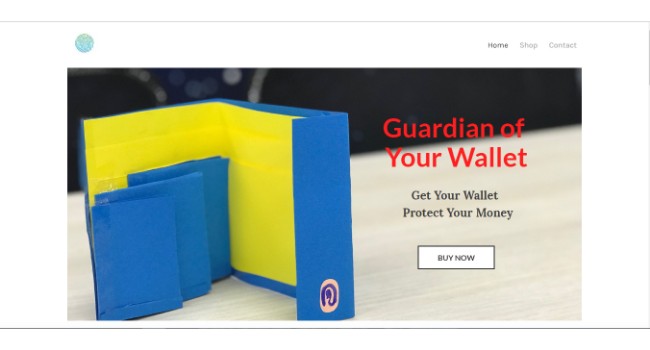 Home Shop Contact
Guardian of
Your Wallet
Get Your Wallet
Protect Your Money
BUY NOW